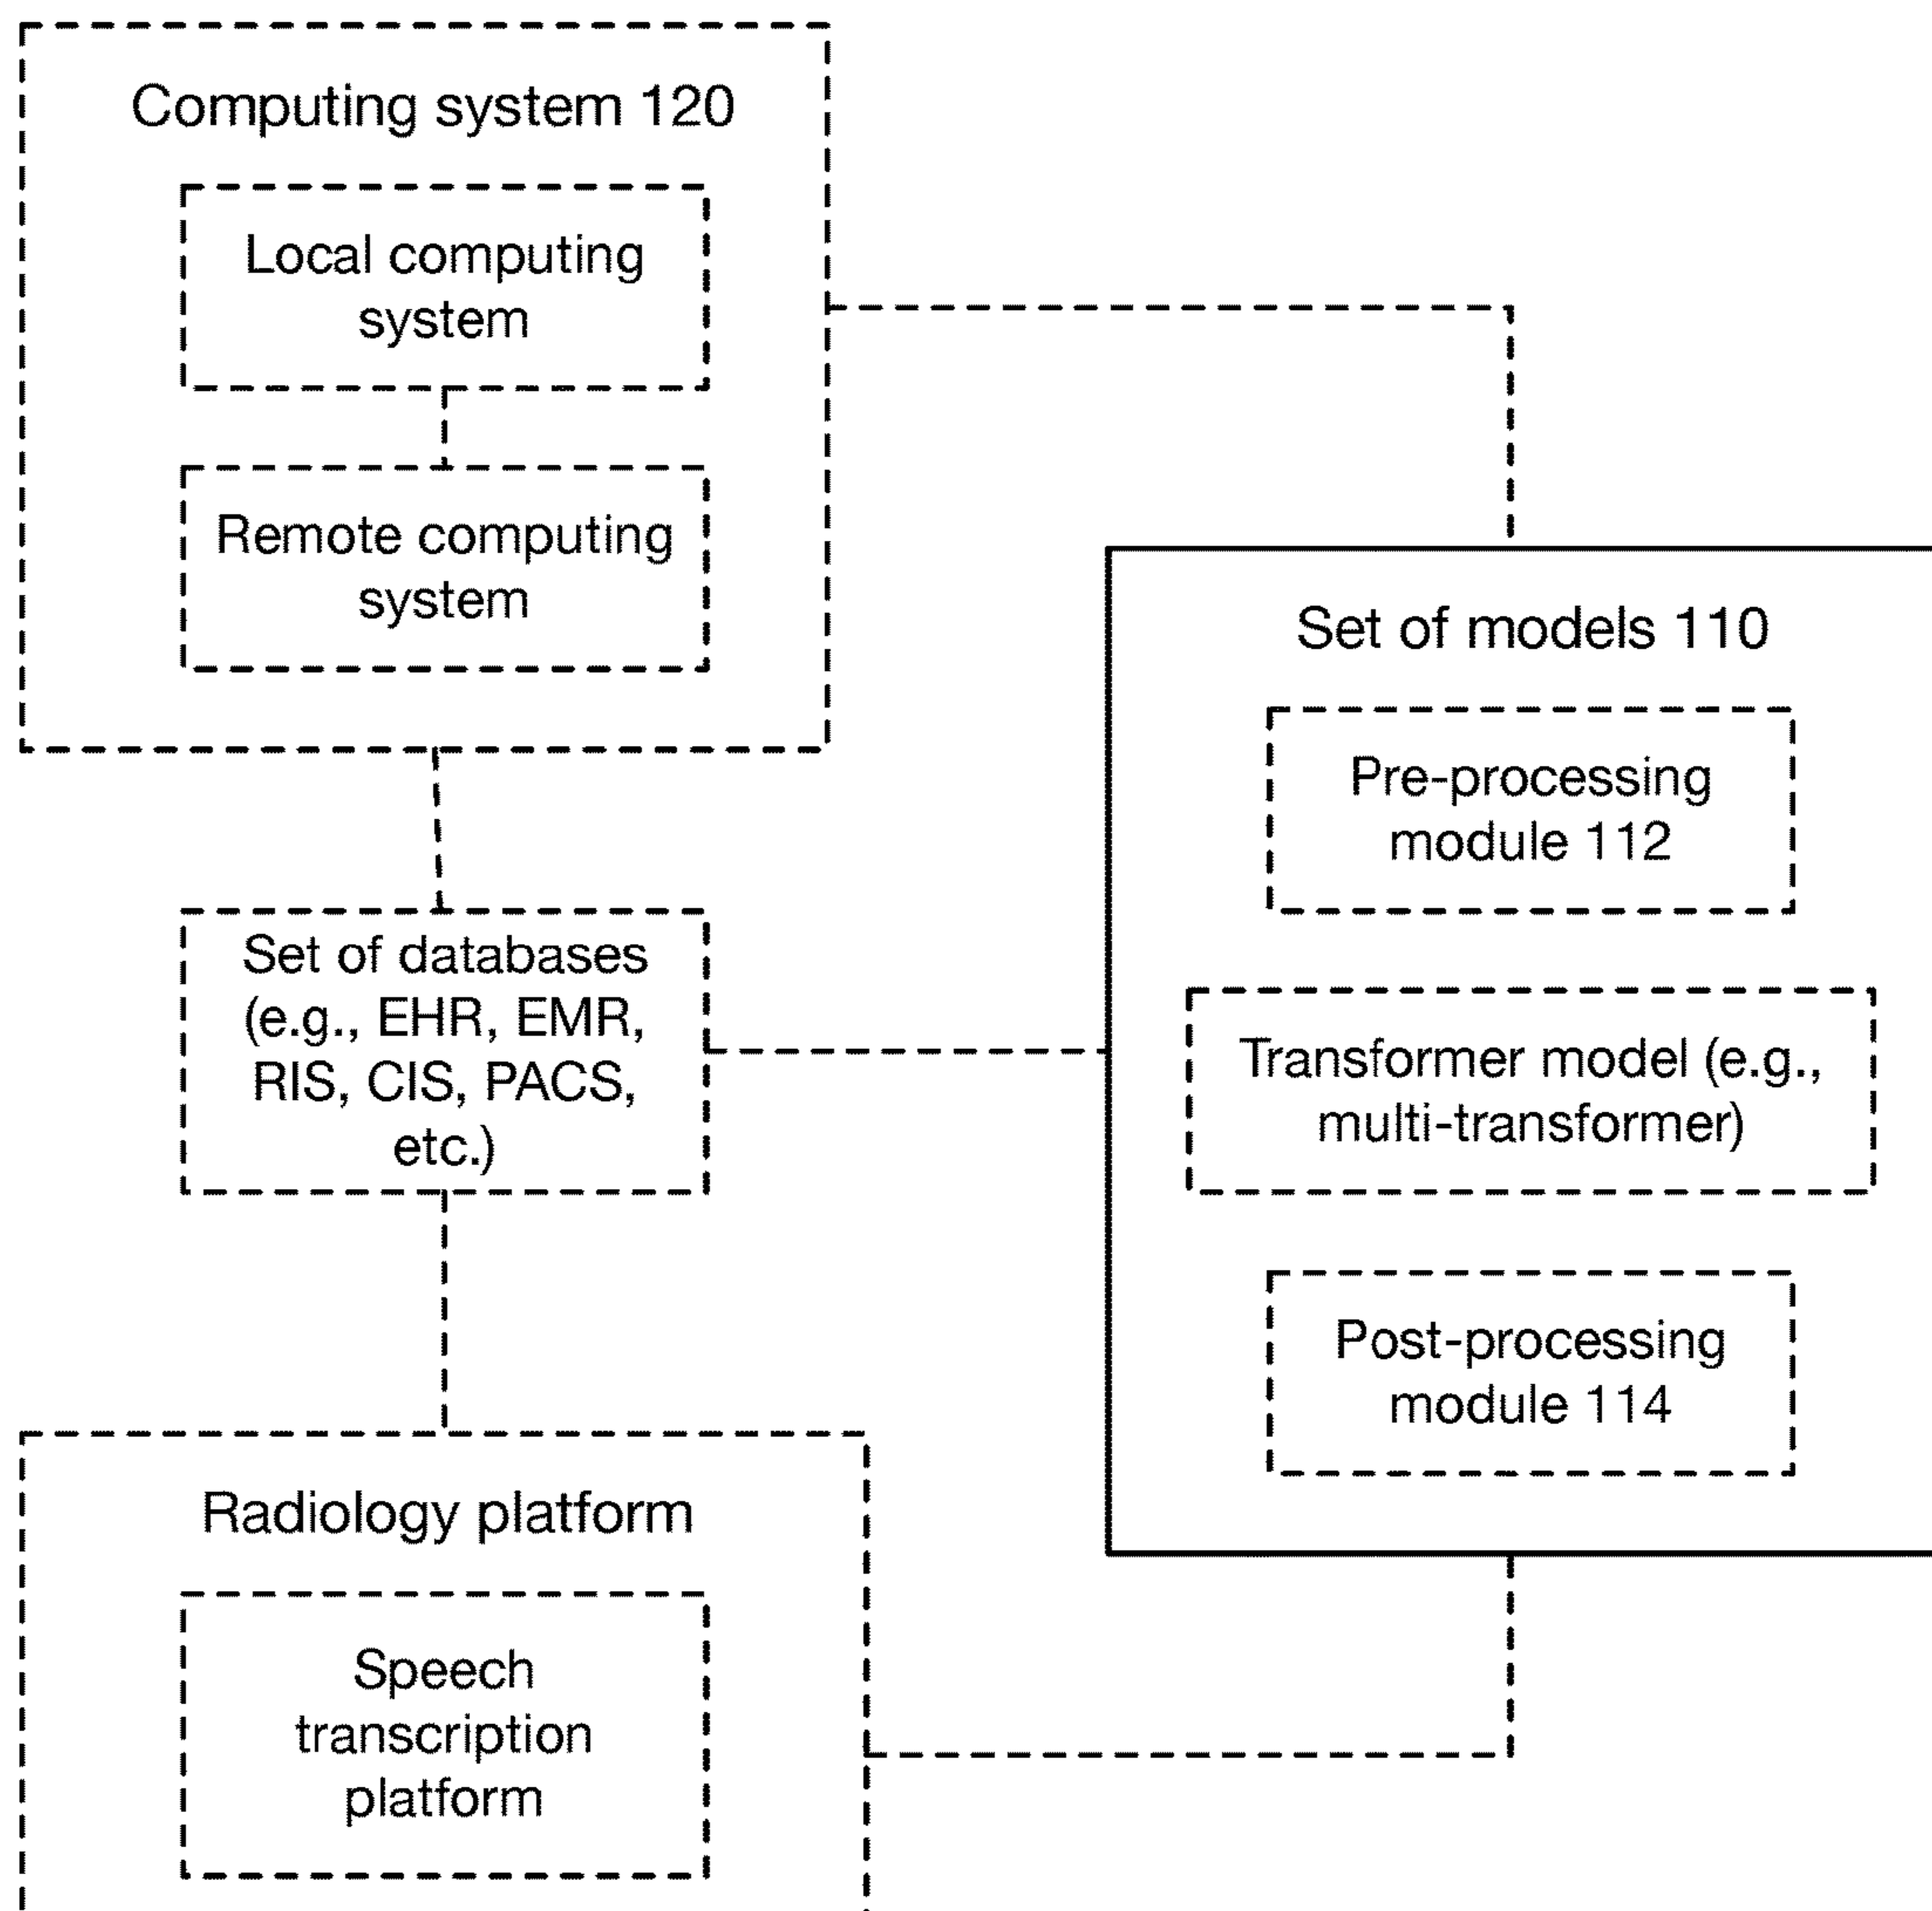 Computing system 120
Local computing
system
Remote computing
system
Set of databases
(e.g., EHR, EMR,
RIS, CIS, PACS,
etc.)
Radiology platform
Speech
transcription
platform
Set of models 110
Pre-processing
module 112
Transformer model (e.g.,
multi-transformer)
Post-processing
module 114